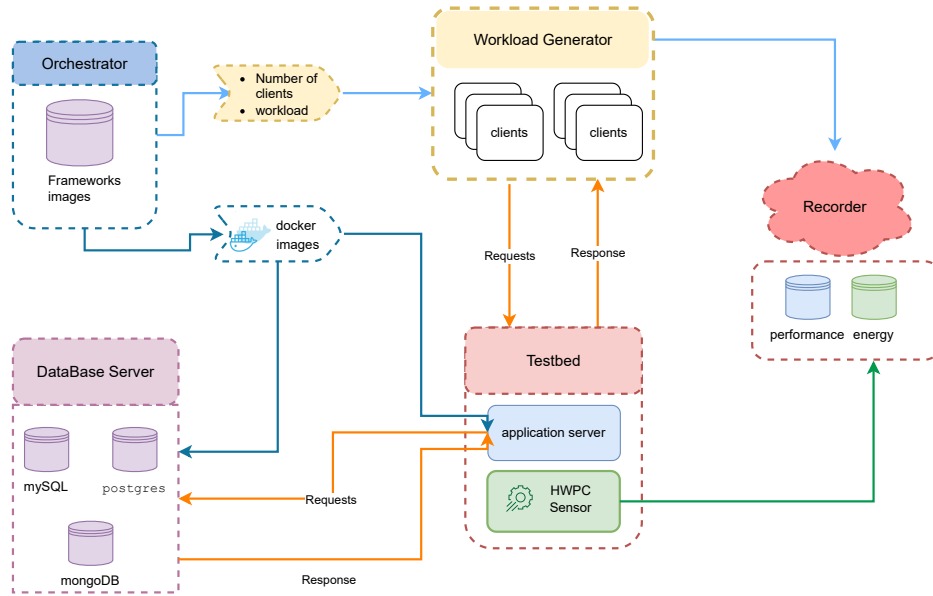 Orchestrator
Frameworks
images
Number of
clients
workload
Workload Generator
clients
clients
Recorder
performance
energy
docker
images
Requests
Response
DataBase Server
mySQL
postgres
mongoDB
Testbed
application server
HWPC
Sensor
Requests
Response